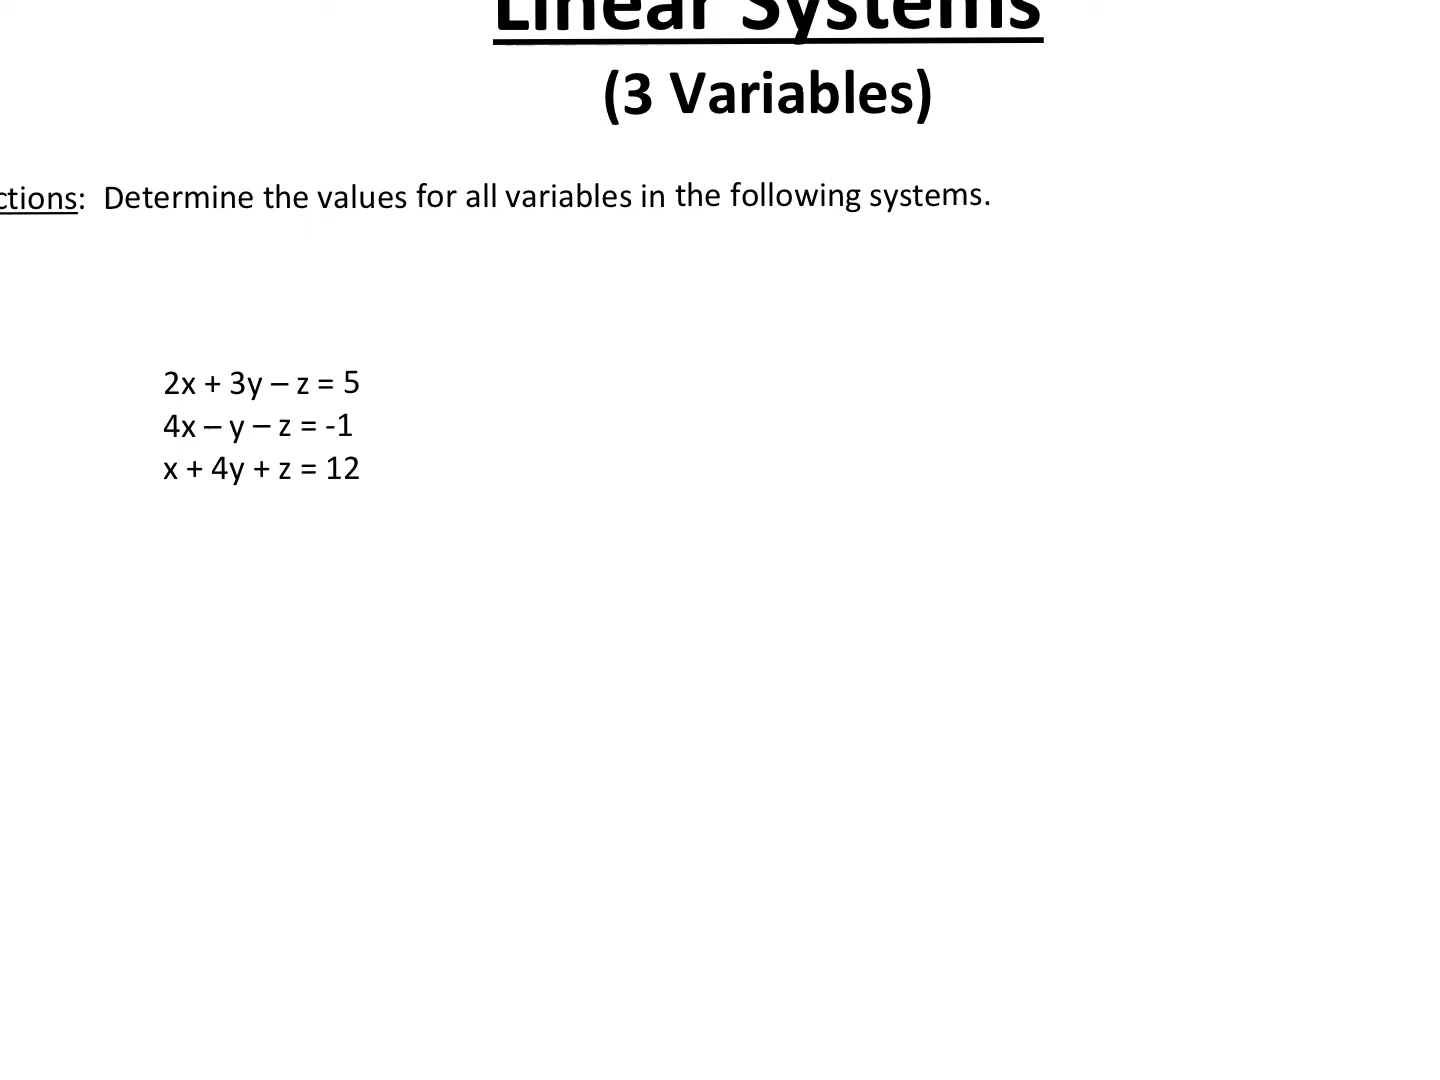 Linear Systems
(3 Variables)
ctions: Determine the values for all variables in the following systems.
2x + 3y – z = 5
4x – y – z = -1
x + 4y + z = 12